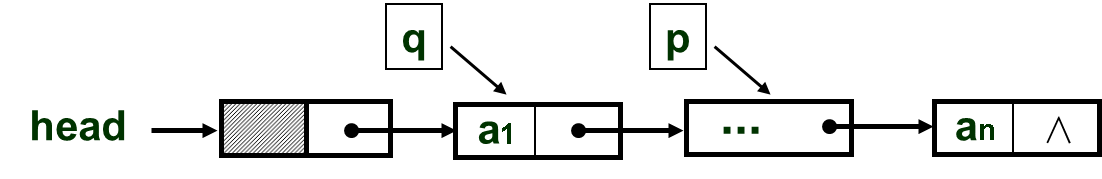 q p
head a1 ... an ∧